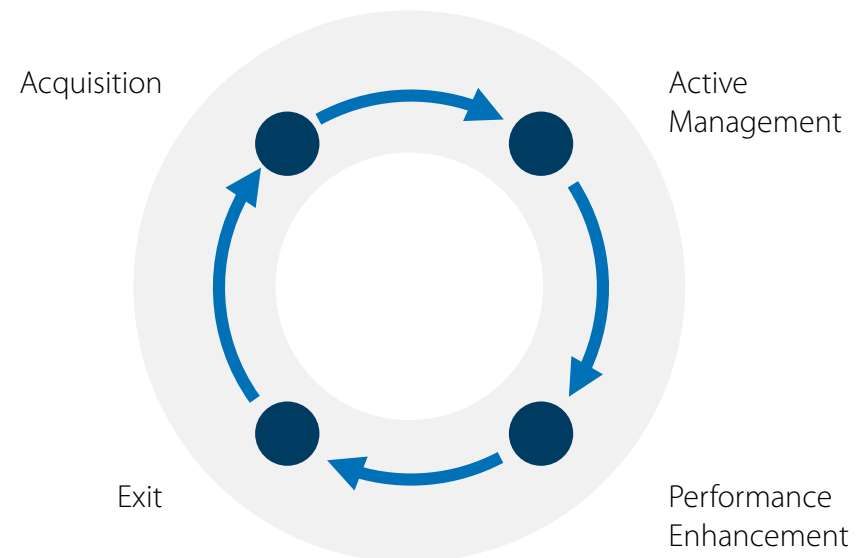 Acquisition
Active
Management
Exit
Performance
Enhancement